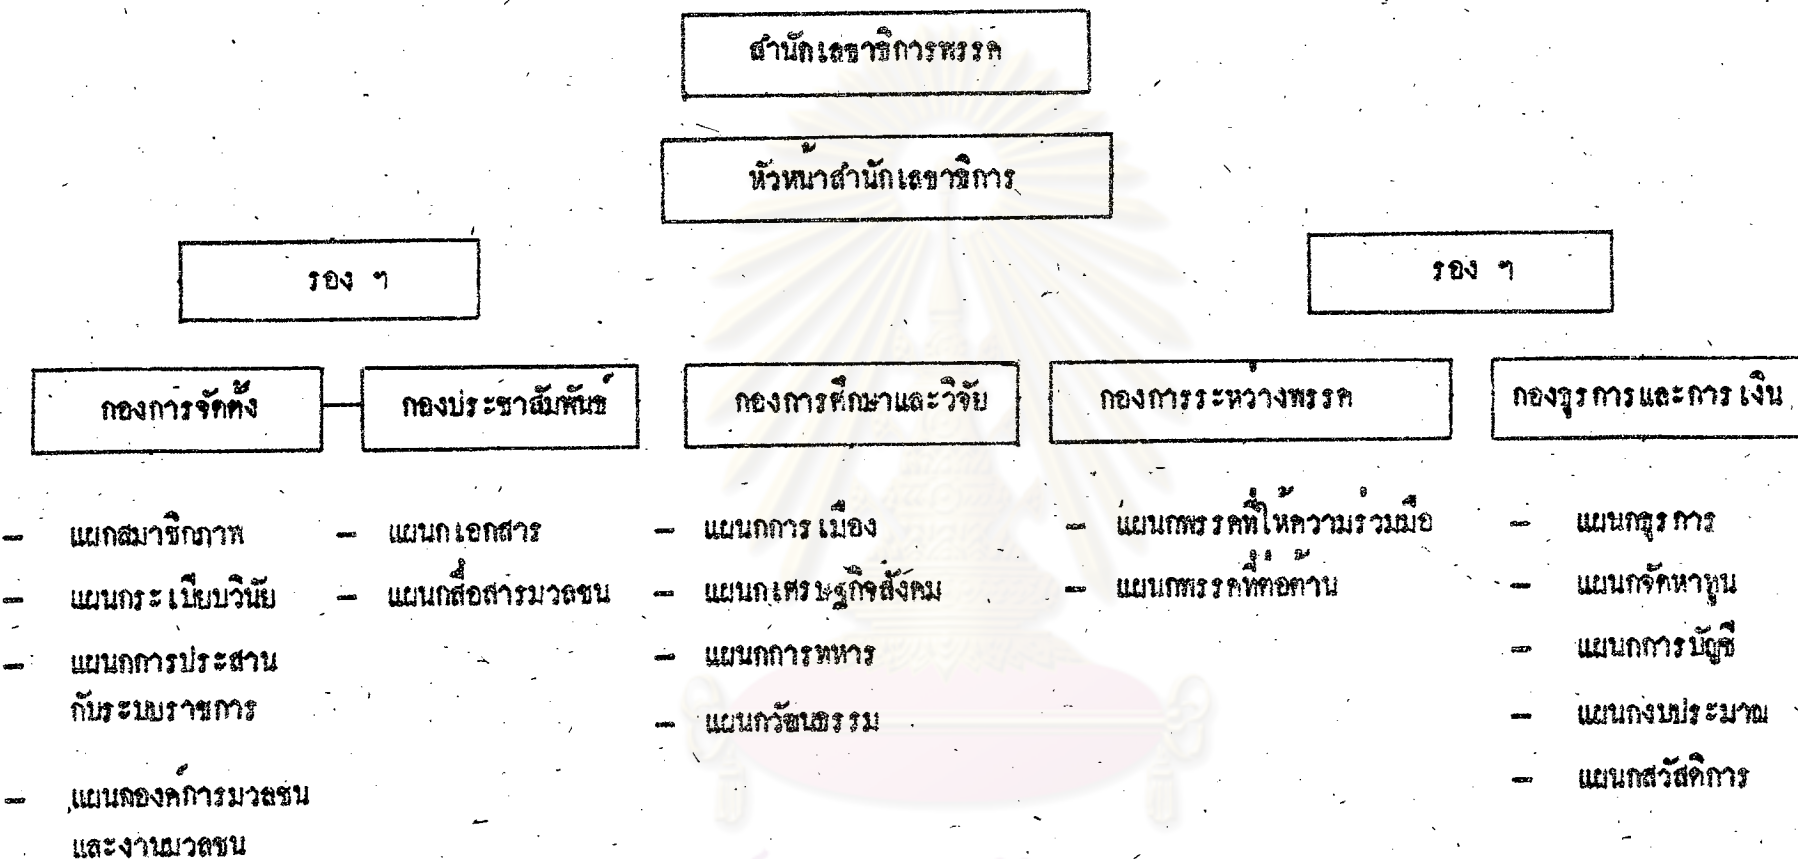 สำนักเลขาธิการพรรค
หัวหน้าสำนักเลขาธิการ
รอง ๆ
รอง ๆ
กองการจัดตั้ง
กองประชาสัมพันธ์
กองการศึกษาและวิจัย
กองการระหว่างพรรค
กองธุรการและการเงิน
- แผกสมาชิกภาพ
- แผนกระเบียบวินัย
- แผนกการประสาน
กับระบบราชการ
- แผนกองค์การมวลชน
และงานมวลชน
- แผนกเอกสาร
- แผนกสื่อสารมวลชน
- แผนกการเมือง
- แผนกเศรษฐกิจสังคม
- แผนกการทหาร
- แผนกวัฒนธรรม
- แผนกพรรคที่ให้ความร่วมมือ
- แผนกพรรคที่ต่อต้าน
- แผนกธุรการ
- แผนกจัดหาทุน
- แผนกการบัญชี
- แผนกงบประมาณ
- แผนกสวัสดิการ